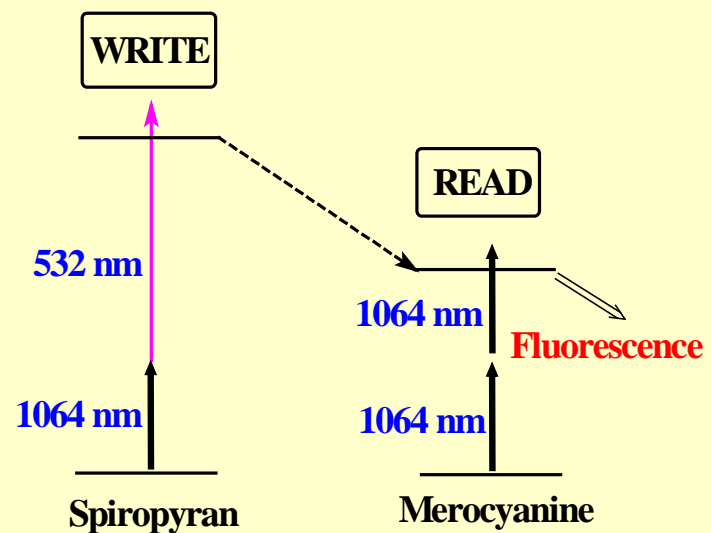 WRITE
READ
532 nm
1064 nm
Fluorescence
1064 nm
1064 nm
Spiropyran
Merocyanine